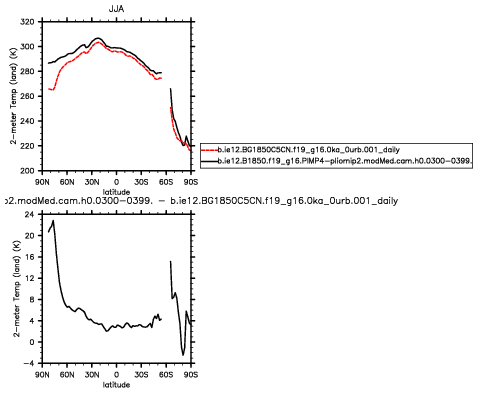 JJA
320
300
280
260
240
220
200
2-meter Temp (land) (K)
90N 60N 30N 0 30S 60S 90S
latitude
b.ie12.BG1850C5CN.f19_g16.0ka_0urb.001_daily
b.ie12.B1850.f19_g16.PlMP4-pliomip2.modMed.cam.h0.0300-0399.
o2.modMed.cam.h0.0300-0399. - b.ie12.BG1850C5CN.f19_g16.0ka_0urb.001_daily
24
20
16
12
8
4
0
-4
2-meter Temp (land) (K)
90N 60N 30N 0 30S 60S 90S
latitude